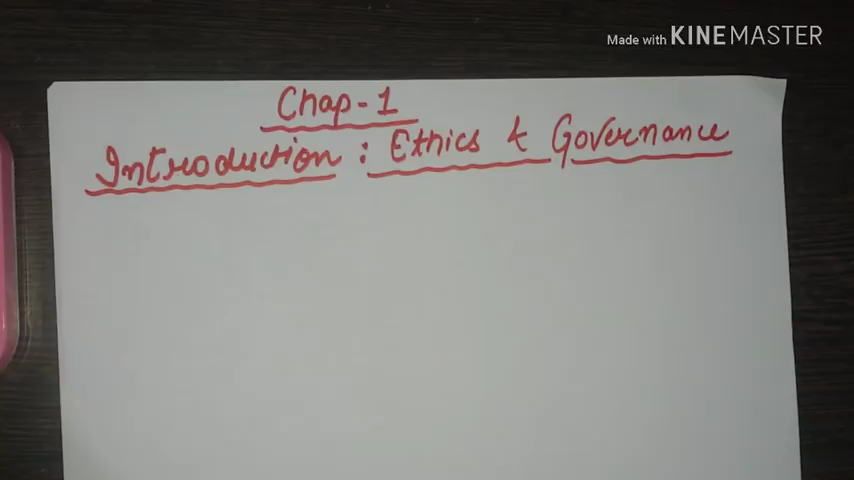 Made with KINEMASTER
Chap-1
Introduction : Ethics & Governance